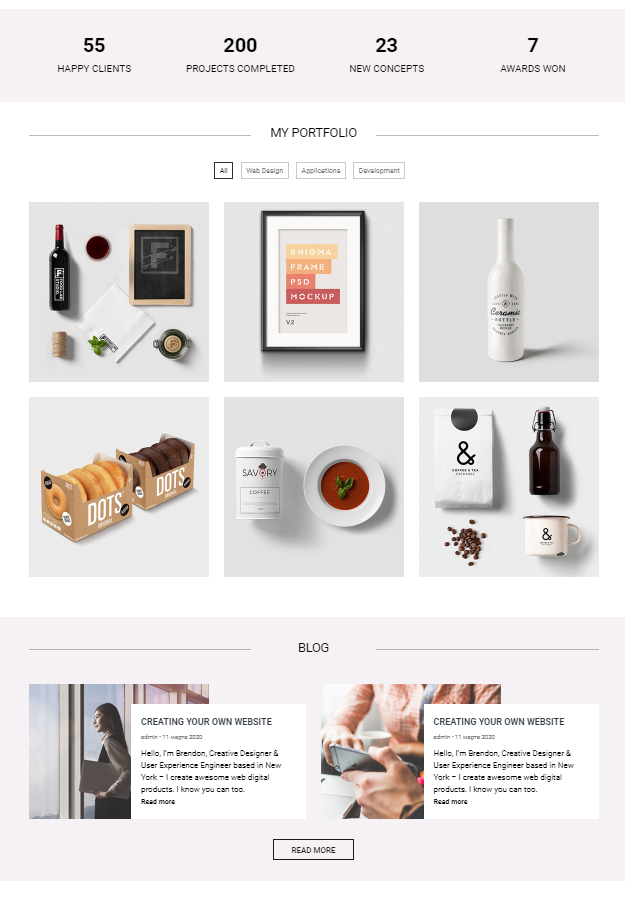 55
200
23
7
HAPPY CLIENTS
PROJECTS COMPLETED
NEW CONCEPTS
AWARDS WON
MY PORTFOLIO
All
Web Design
Applications
Development
ENIGMA
FRAME
PSD
MOCKUP
V.2
Ceramic
BOTTLE
DOTS
DOTS
SAVORY
COFFEE
&
COFFEE & TEA
&
BLOG
CREATING YOUR OWN WEBSITE
admin - 11 марта 2020
Hello, I'm Brendon, Creative Designer &
User Experience Engineer based in New
York – I create awesome web digital
products. I know you can too.
Read more
CREATING YOUR OWN WEBSITE
admin - 11 марта 2020
Hello, I'm Brendon, Creative Designer &
User Experience Engineer based in New
York – I create awesome web digital
products. I know you can too.
Read more
READ MORE